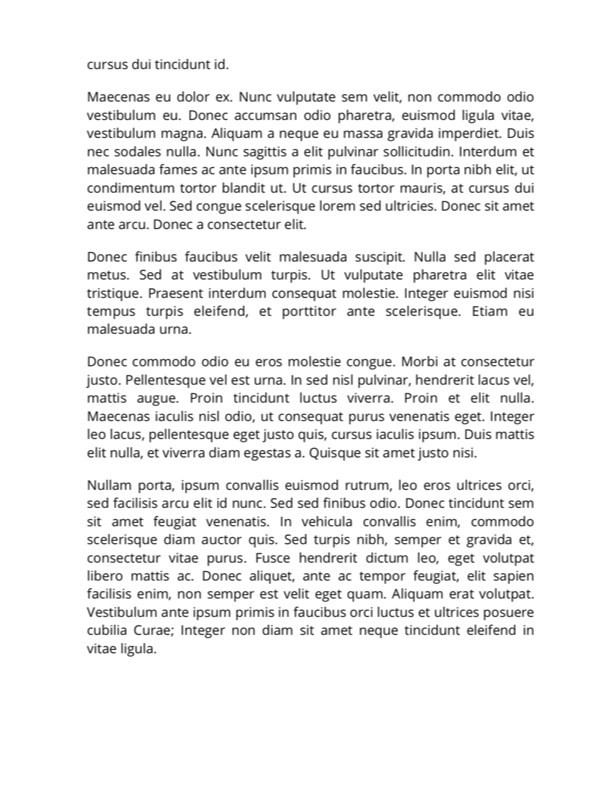 cursus dui tincidunt id.
Maecenas eu dolor ex. Nunc vulputate sem velit, non commodo odio
vestibulum eu. Donec accumsan odio pharetra, euismod ligula vitae,
vestibulum magna. Aliquam a neque eu massa gravida imperdiet. Duis
nec sodales nulla. Nunc sagittis a elit pulvinar sollicitudin. Interdum et
malesuada fames ac ante ipsum primis in faucibus. In porta nibh elit, ut
condimentum tortor blandit ut. Ut cursus tortor mauris, at cursus dui
euismod vel. Sed congue scelerisque lorem sed ultricies. Donec sit amet
ante arcu. Donec a consectetur elit.
Donec finibus faucibus velit malesuada suscipit. Nulla sed placerat
metus. Sed at vestibulum turpis. Ut vulputate pharetra elit vitae
tristique. Praesent interdum consequat molestie. Integer euismod nisi
tempus turpis eleifend, et porttitor ante scelerisque. Etiam eu
malesuada urna.
Donec commodo odio eu eros molestie congue. Morbi at consectetur
justo. Pellentesque vel est urna. In sed nisl pulvinar, hendrerit lacus vel,
mattis augue. Proin tincidunt luctus viverra. Proin et elit nulla.
Maecenas iaculis nisl odio, ut consequat purus venenatis eget. Integer
leo lacus, pellentesque eget justo quis, cursus iaculis ipsum. Duis mattis
elit nulla, et viverra diam egestas a. Quisque sit amet justo nisi.
Nullam porta, ipsum convallis euismod rutrum, leo eros ultrices orci,
sed facilisis arcu elit id nunc. Sed sed finibus odio. Donec tincidunt sem
sit amet feugiat venenatis. In vehicula convallis enim, commodo
scelerisque diam auctor quis. Sed turpis nibh, semper et gravida et,
consectetur vitae purus. Fusce hendrerit dictum leo, eget volutpat
libero mattis ac. Donec aliquet, ante ac tempor feugiat, elit sapien
facilisis enim, non semper est velit eget quam. Aliquam erat volutpat.
Vestibulum ante ipsum primis in faucibus orci luctus et ultrices posuere
cubilia Curae; Integer non diam sit amet neque tincidunt eleifend in
vitae ligula.